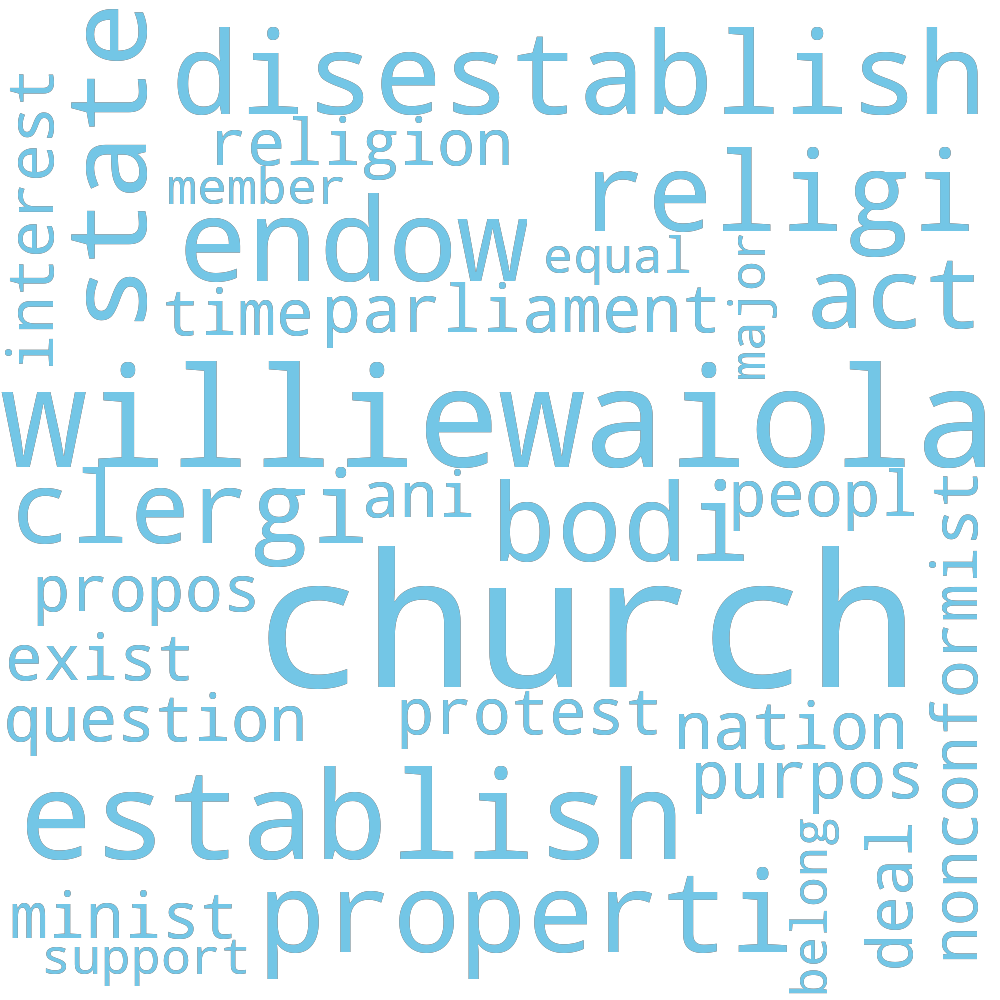 disestablish
state
interest
religion
religi
member
endow
equal
major
act
time
parliament
williewaiola
clergi
ani
bodi
peopl
nonconformist
church
propos
exist
question
protest
nation
purpos
establish
belong
deal
properti
minist
support